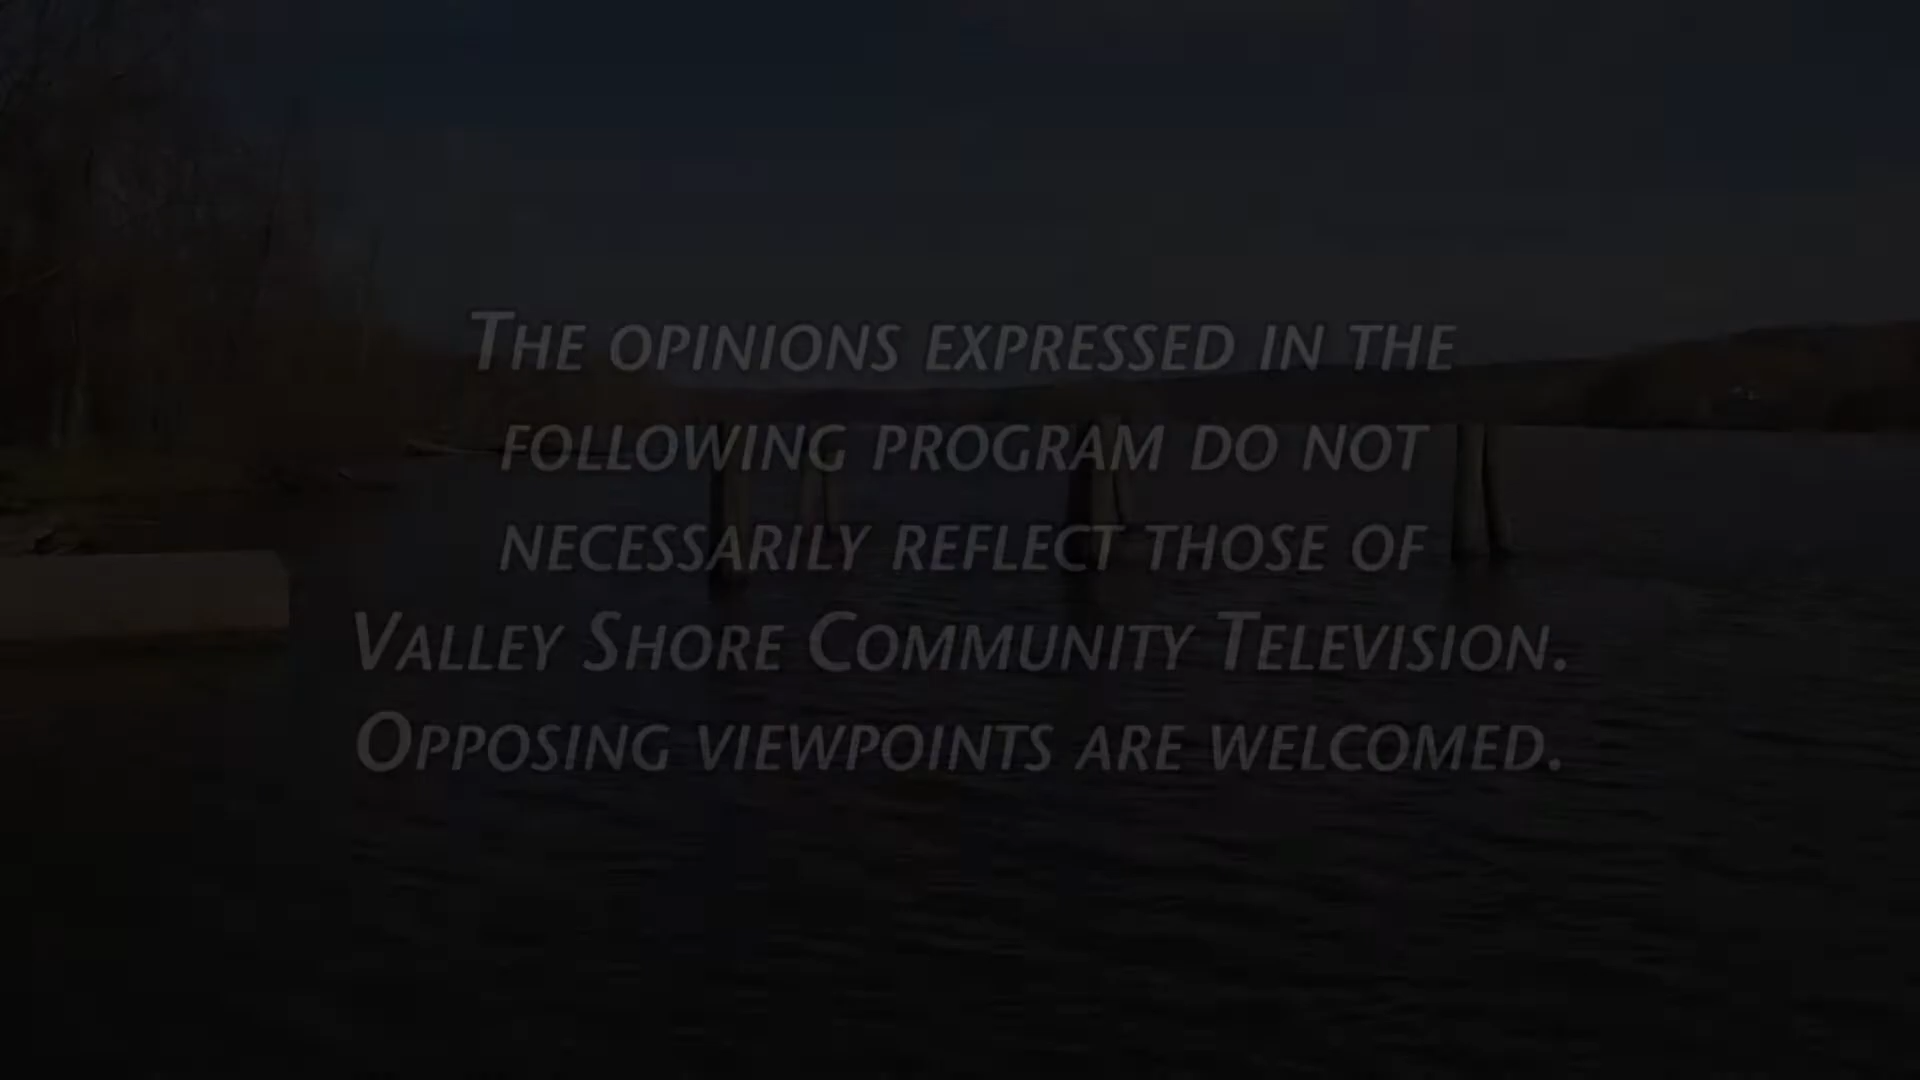 The opinions expressed in the
following program do not
necessarily reflect those of
Valley Shore Community Television.
Opposing viewpoints are welcomed.